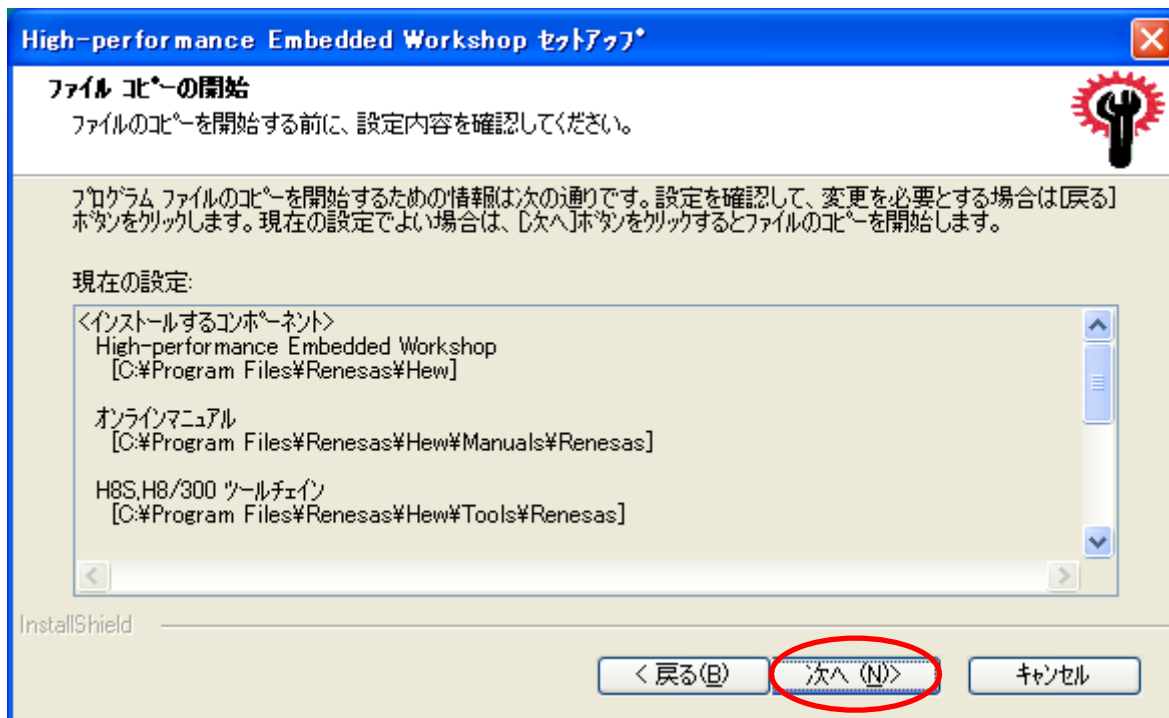 High-performance Embedded Workshop セットアップ
ファイル コピーの開始
ファイルのコピーを開始する前に、設定内容を確認してください。
プログラム ファイルのコピーを開始するための情報は次の通りです。設定を確認して、変更を必要とする場合は[戻る]
ボタンをクリックします。現在の設定でよい場合は、[次へ]ボタンをクリックするとファイルのコピーを開始します。
現在の設定:
<インストールするコンポーネント>
High-performance Embedded Workshop
[C:¥Program Files¥Renesas¥Hew]
オンラインマニュアル
[C:¥Program Files¥Renesas¥Hew¥Manuals¥Renesas]
H8S,H8/300 ツールチェイン
[C:¥Program Files¥Renesas¥Hew¥Tools¥Renesas]
InstallShield
< 戻る(B) 次へ (N)> キャンセル